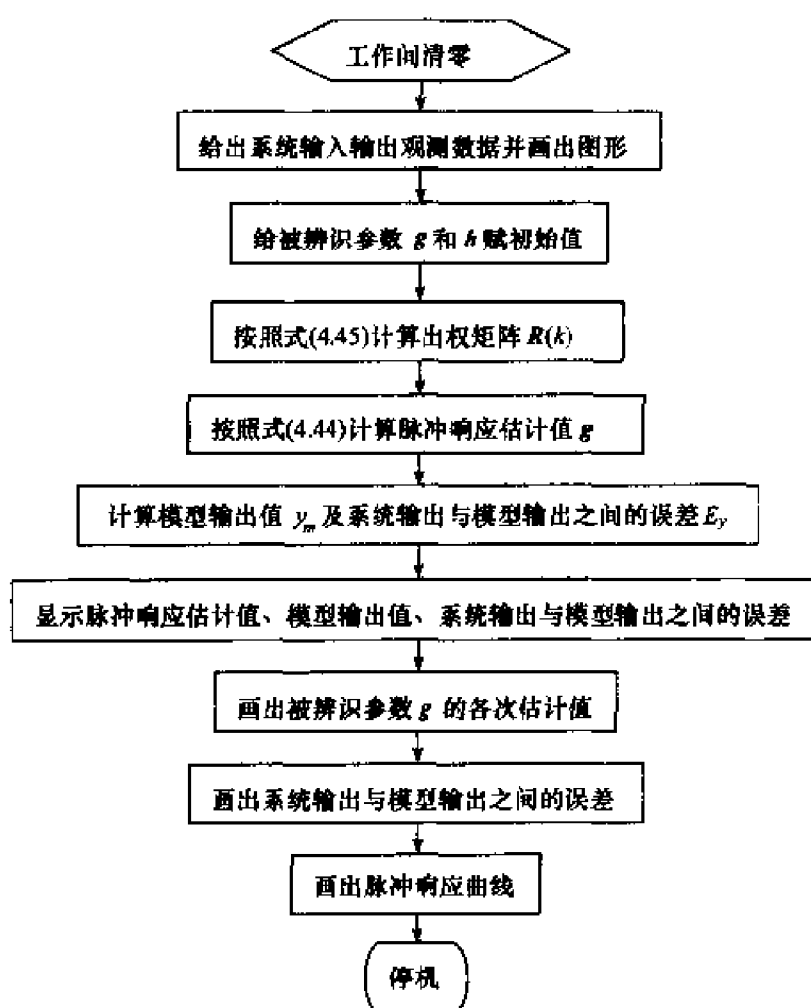 工作间清零
给出系统输入输出观测数据并画出图形
给被辨识参数 g 和 h 赋初始值
按照式(4.45)计算出权矩阵 R(k)
按照式(4.44)计算脉冲响应估计值 g
计算模型输出值 y_m 及系统输出与模型输出之间的误差 E_y
显示脉冲响应估计值、模型输出值、系统输出与模型输出之间的误差
画出被辨识参数 g 的各次估计值
画出系统输出与模型输出之间的误差
画出脉冲响应曲线
停机